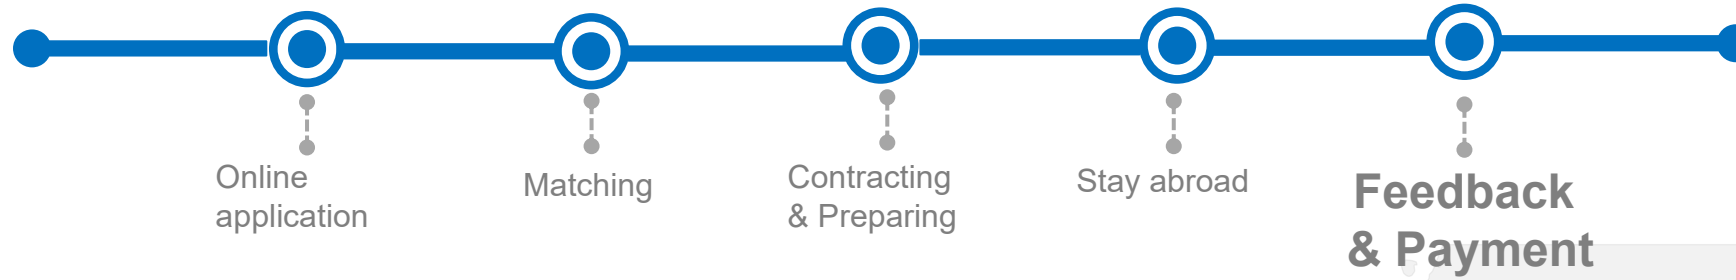 Online
application
Matching
Contracting
& Preparing
Stay abroad
Feedback
& Payment